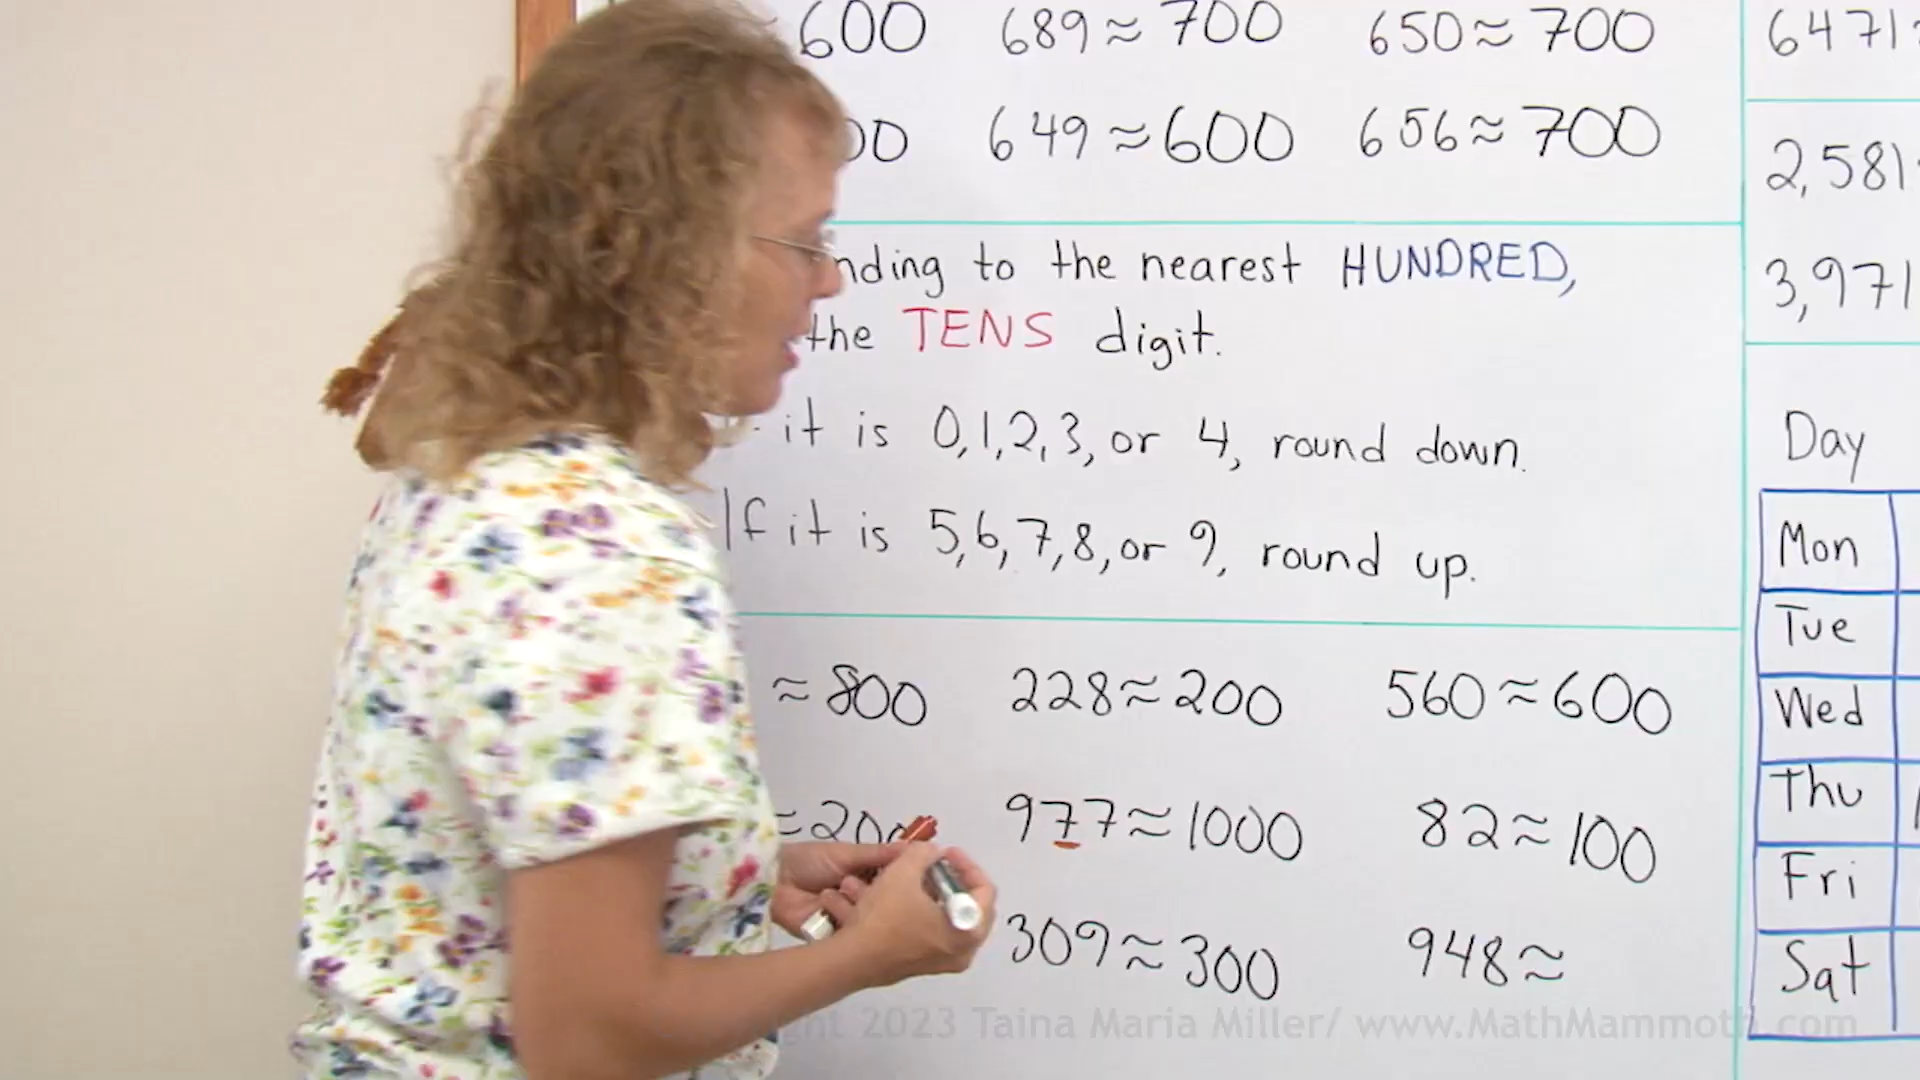 ≈ 600 689 ≈ 700 650 ≈ 700 6471
649 ≈ 600 656 ≈ 700 2,581
to the nearest HUNDRED, 3,971
the TENS digit.
it is 0,1,2,3, or 4, round down. Day
If it is 5,6,7,8, or 9, round up. Mon
Tue
≈ 800 228 ≈ 200 560 ≈ 600 Wed
≈ 200 977 ≈ 1000 82 ≈ 100 Thu
Fri
309 ≈ 300 948 ≈ Sat
2023 Taina Maria Miller/ www.MathMammoth.com